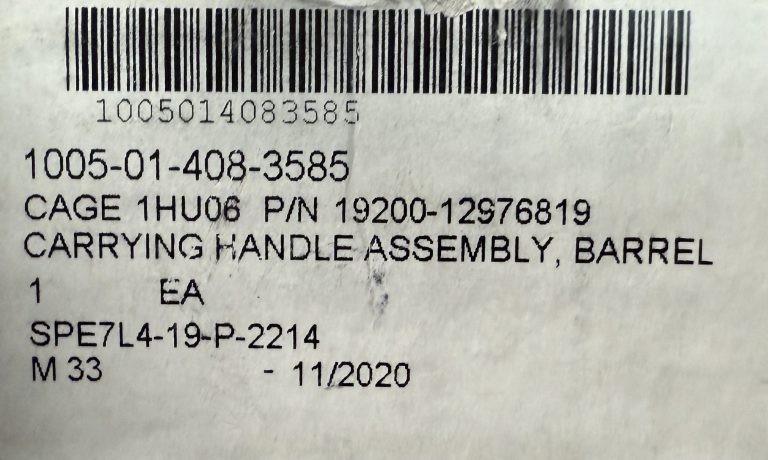 1005014083585
1005-01-408-3585
CAGE 1HU06 P/N 19200-12976819
CARRYING HANDLE ASSEMBLY, BARREL
1 EA
SPE7L4-19-P-2214
M 33 - 11/2020